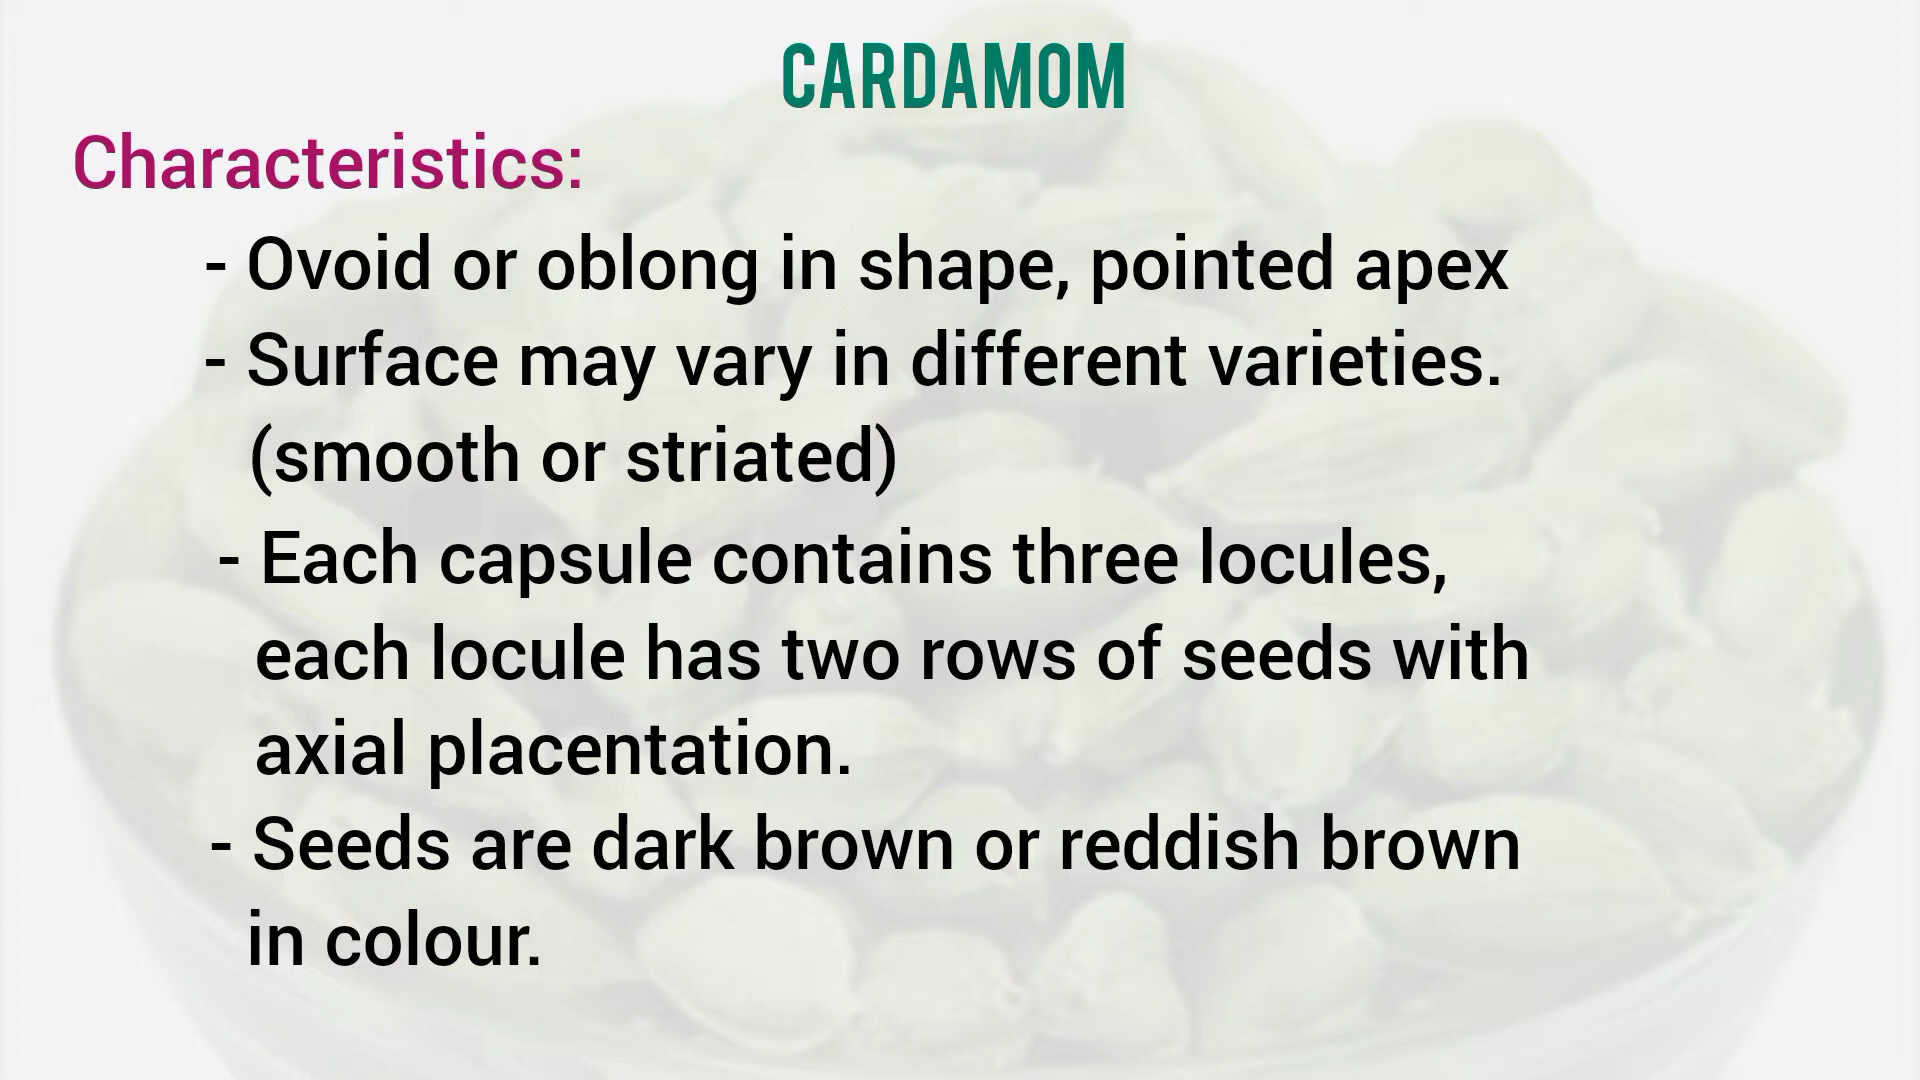 CARDAMOM
Characteristics:
- Ovoid or oblong in shape, pointed apex
- Surface may vary in different varieties.
(smooth or striated)
- Each capsule contains three locules,
each locule has two rows of seeds with
axial placentation.
- Seeds are dark brown or reddish brown
in colour.